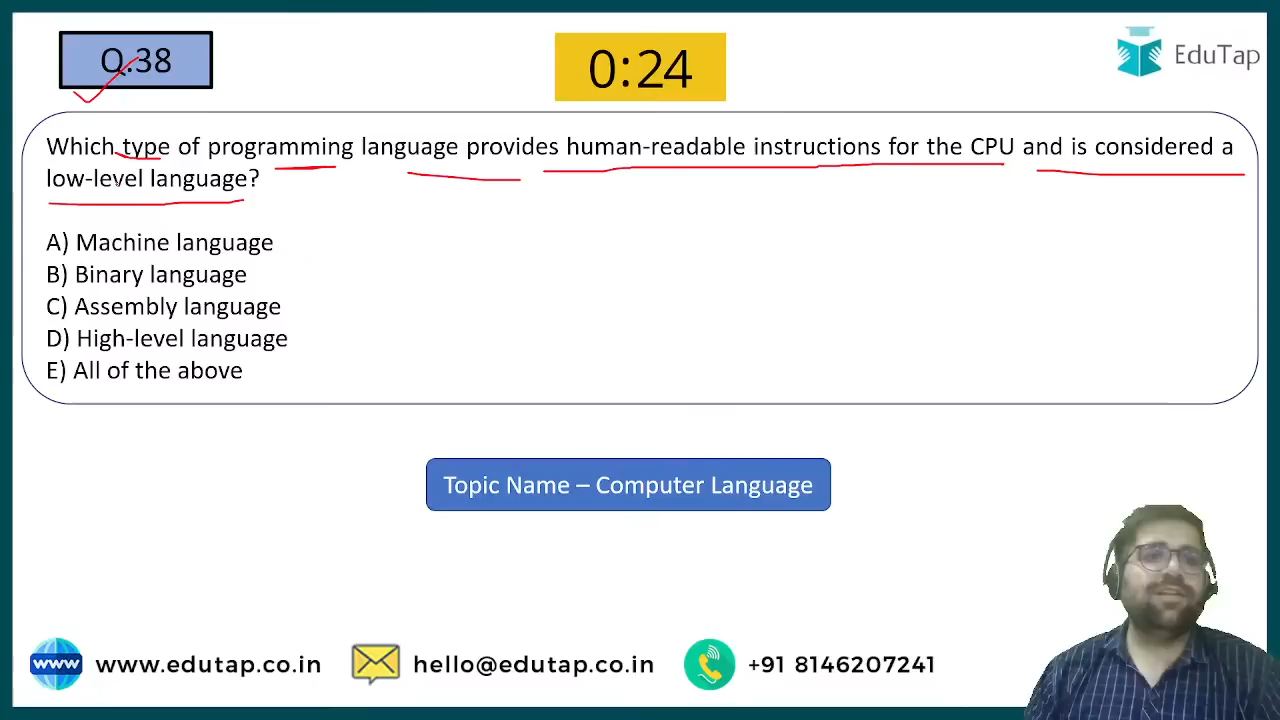 Q.38
0:24
EduTap
Which type of programming language provides human-readable instructions for the CPU and is considered a
low-level language?
A) Machine language
B) Binary language
C) Assembly language
D) High-level language
E) All of the above
Topic Name – Computer Language
www www.edutap.co.in hello@edutap.co.in +91 8146207241